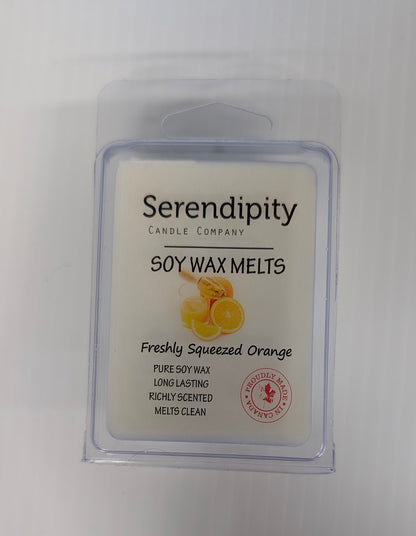 Serendipity
CANDLE COMPANY
SOY WAX MELTS
Freshly Squeezed Orange
PURE SOY WAX
LONG LASTING
RICHLY SCENTED
MELTS CLEAN
PROUDLY MADE
IN CANADA